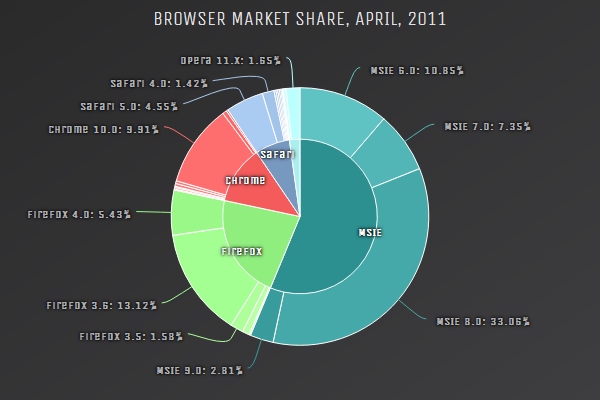 BROWSER MARKET SHARE, APRIL, 2011
Opera 11.x: 1.65%
MSIE 6.0: 10.85%
Safari 4.0: 1.42%
Safari 5.0: 4.55%
Chrome 10.0: 9.91%
MSIE 7.0: 7.35%
Safari
Chrome
Firefox 4.0: 5.43%
MSIE
Firefox
Firefox 3.6: 13.12%
MSIE 8.0: 33.06%
Firefox 3.5: 1.58%
MSIE 9.0: 2.81%